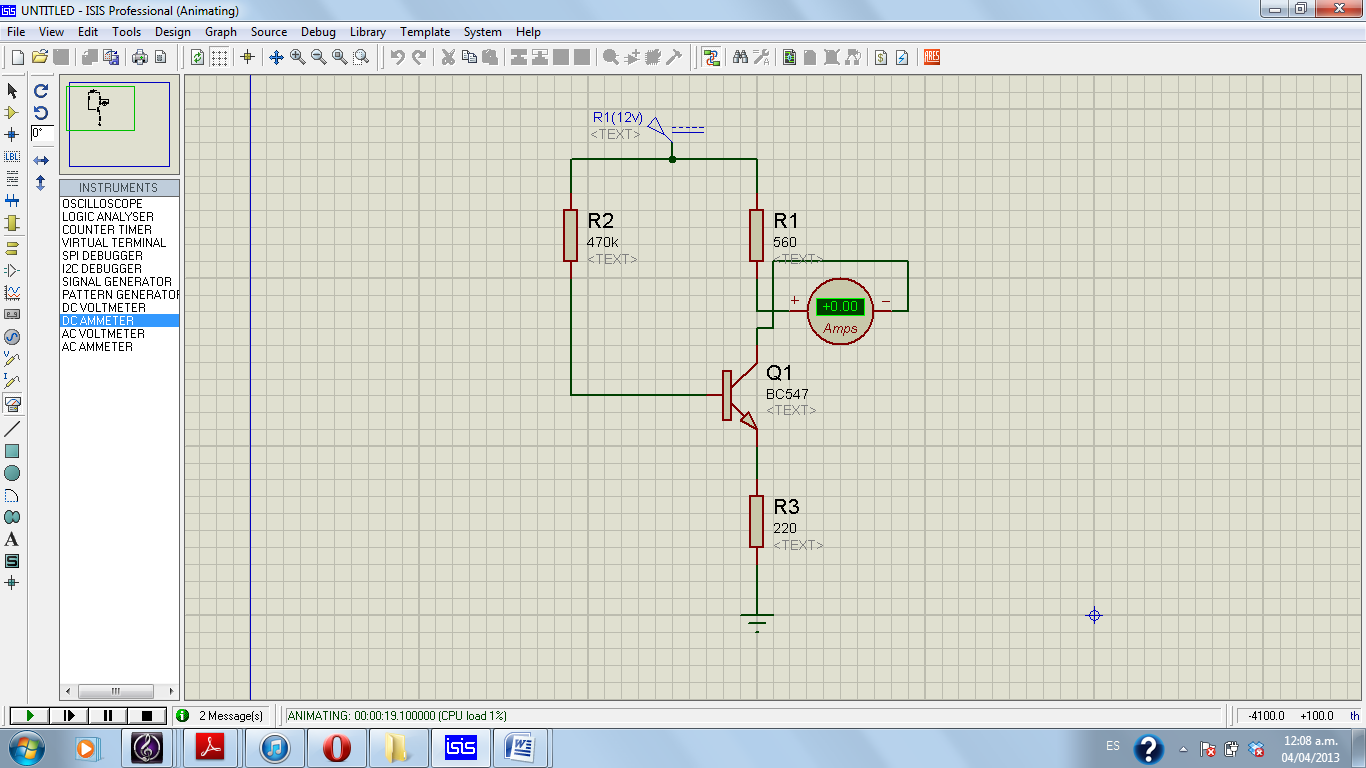 UNTITLED - ISIS Professional (Animating)
File View Edit Tools Design Graph Source Debug Library Template System Help
LBL
0°
INSTRUMENTS
OSCILLOSCOPE
LOGIC ANALYSER
COUNTER TIMER
VIRTUAL TERMINAL
SPI DEBUGGER
I2C DEBUGGER
SIGNAL GENERATOR
PATTERN GENERATOR
DC VOLTMETER
DC AMMETER
AC VOLTMETER
AC AMMETER
R1(12v)
<TEXT>
R2
470k
<TEXT>
R1
560
<TEXT>
+ +0.00 −
Amps
Q1
BC547
<TEXT>
R3
220
<TEXT>
2 Message(s)
ANIMATING: 00:00:19.100000 (CPU load 1%)
-4100.0 +100.0 th
isis
ES
12:08 a.m.
04/04/2013